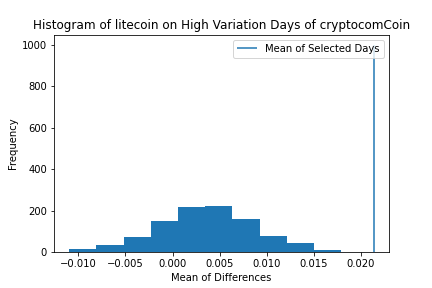 Histogram of litecoin on High Variation Days of cryptocomCoin
Mean of Selected Days
1000
800
600
400
200
0
Frequency
-0.010 -0.005 0.000 0.005 0.010 0.015 0.020
Mean of Differences